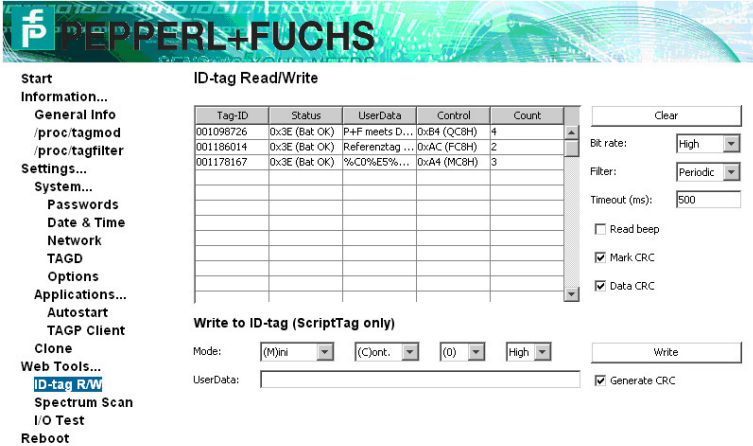 PEPPERL+FUCHS
SENSING YOUR NEEDS
Start
Information...
General Info
/proc/tagmod
/proc/tagfilter
Settings...
System...
Passwords
Date & Time
Network
TAGD
Options
Applications...
Autostart
TAGP Client
Clone
Web Tools...
ID-tag R/W
Spectrum Scan
I/O Test
Reboot
ID-tag Read/Write
Tag-ID Status UserData Control Count
001098726 0x3E (Bat OK) P+F meets D... 0xB4 (QC8H) 4
001186014 0x3E (Bat OK) Referenztag ... 0xAC (FC8H) 2
001178167 0x3E (Bat OK) %C0%E5%... 0xA4 (MC8H) 3
Clear
Bit rate: High
Filter: Periodic
Timeout (ms): 500
Read beep
Mark CRC
Data CRC
Write to ID-tag (ScriptTag only)
Mode: (M)ini (C)ont. (0) High Write
UserData: Generate CRC